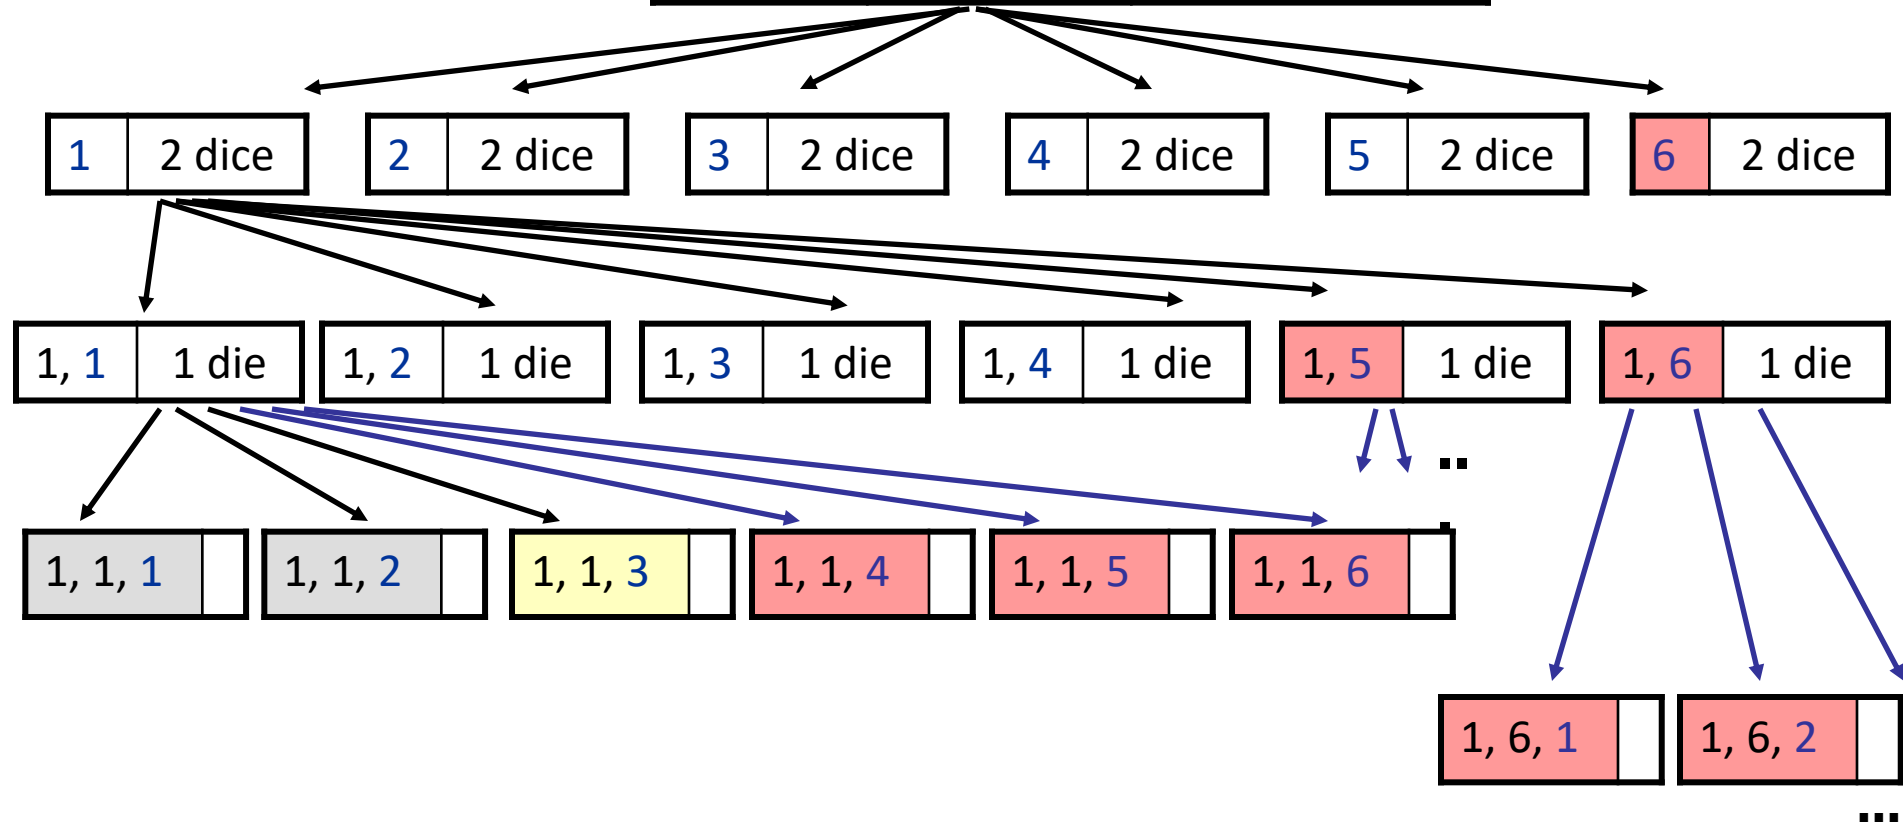 1 2 dice 2 2 dice 3 2 dice 4 2 dice 5 2 dice 6 2 dice
1, 1 1 die 1, 2 1 die 1, 3 1 die 1, 4 1 die 1, 5 1 die 1, 6 1 die
..
.
1, 1, 1 1, 1, 2 1, 1, 3 1, 1, 4 1, 1, 5 1, 1, 6
1, 6, 1 1, 6, 2
...